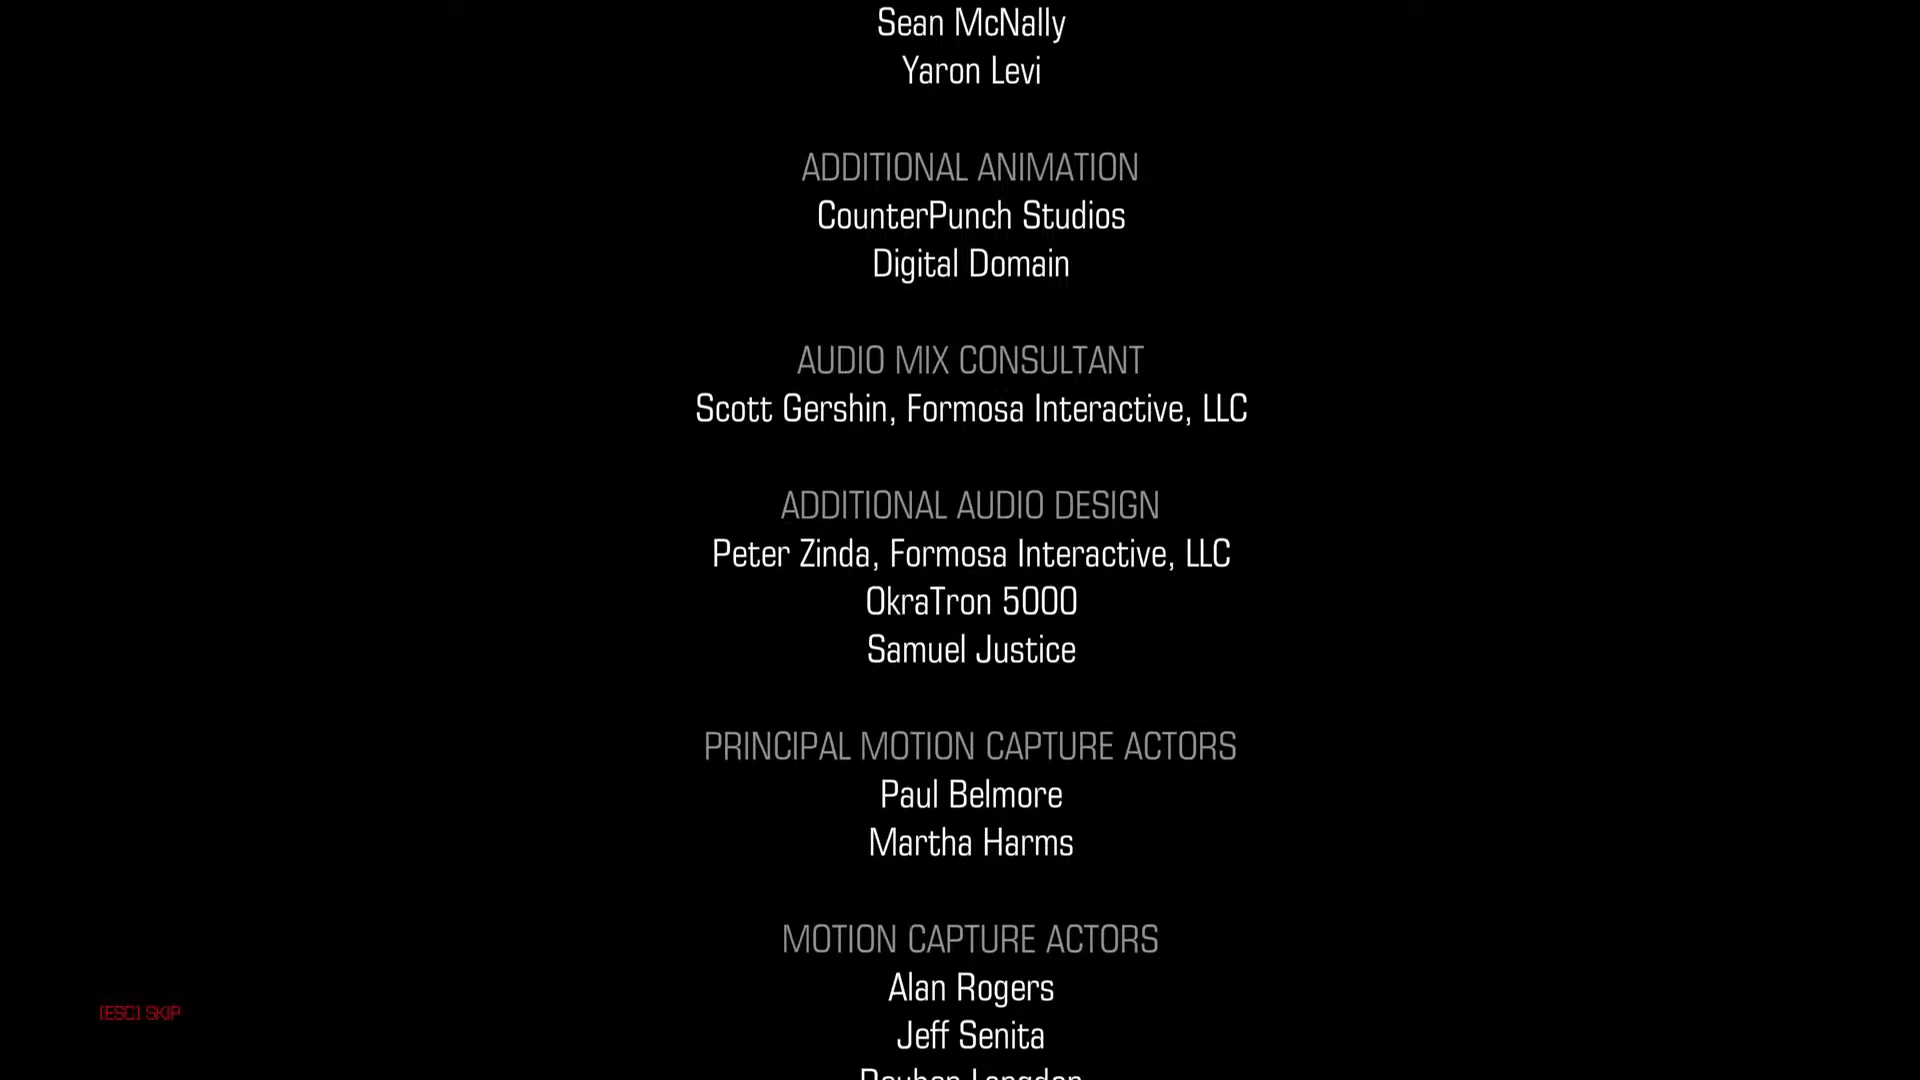 Sean McNally
Yaron Levi
ADDITIONAL ANIMATION
CounterPunch Studios
Digital Domain
AUDIO MIX CONSULTANT
Scott Gershin, Formosa Interactive, LLC
ADDITIONAL AUDIO DESIGN
Peter Zinda, Formosa Interactive, LLC
OkraTron 5000
Samuel Justice
PRINCIPAL MOTION CAPTURE ACTORS
Paul Belmore
Martha Harms
MOTION CAPTURE ACTORS
Alan Rogers
[ESC] SKIP
Jeff Senita